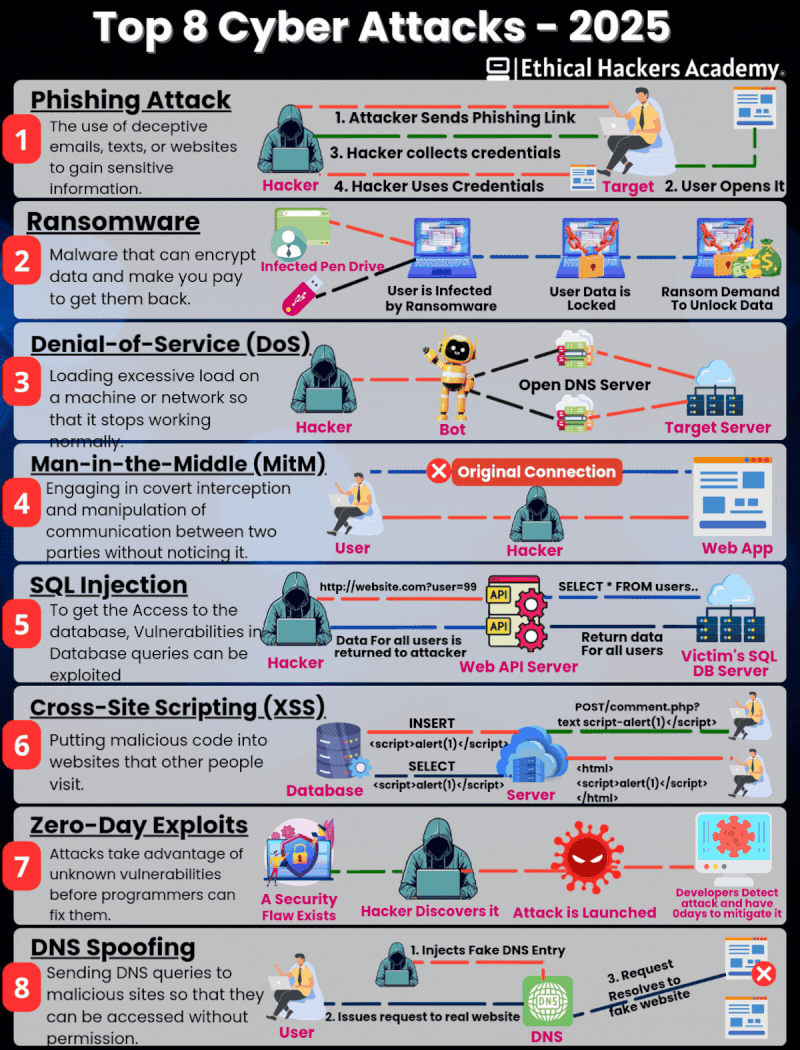 Top 8 Cyber Attacks - 2025
|Ethical Hackers Academy®
1
Phishing Attack
The use of deceptive
emails, texts, or websites
to gain sensitive
information.
1. Attacker Sends Phishing Link
3. Hacker collects credentials
4. Hacker Uses Credentials
Hacker
Target
2. User Opens It
2
Ransomware
Malware that can encrypt
data and make you pay
to get them back.
Infected Pen Drive
User is Infected
by Ransomware
User Data is
Locked
Ransom Demand
To Unlock Data
3
Denial-of-Service (DoS)
Loading excessive load on
a machine or network so
that it stops working
normally.
Hacker
Bot
Open DNS Server
Target Server
4
Man-in-the-Middle (MitM)
Engaging in covert interception
and manipulation of
communication between two
parties without noticing it.
Original Connection
User
Hacker
Web App
5
SQL Injection
To get the Access to the
database, Vulnerabilities in
Database queries can be
exploited
http://website.com?user=99
API
SELECT * FROM users..
API
Data For all users is
returned to attacker
Return data
For all users
Hacker
Web API Server
Victim's SQL
DB Server
6
Cross-Site Scripting (XSS)
Putting malicious code into
websites that other people
visit.
INSERT
<script>alert(1)</script>
SELECT
<script>alert(1)</script>
Database
Server
POST/comment.php?
text script-alert(1)</script>
<html>
<script>alert(1)</script>
</html>
7
Zero-Day Exploits
Attacks take advantage of
unknown vulnerabilities
before programmers can
fix them.
A Security
Flaw Exists
Hacker Discovers it
Attack is Launched
Developers Detect
attack and have
0days to mitigate it
8
DNS Spoofing
Sending DNS queries to
malicious sites so that they
can be accessed without
permission.
1. Injects Fake DNS Entry
2. Issues request to real website
3. Request
Resolves to
fake website
User
DNS
DNS